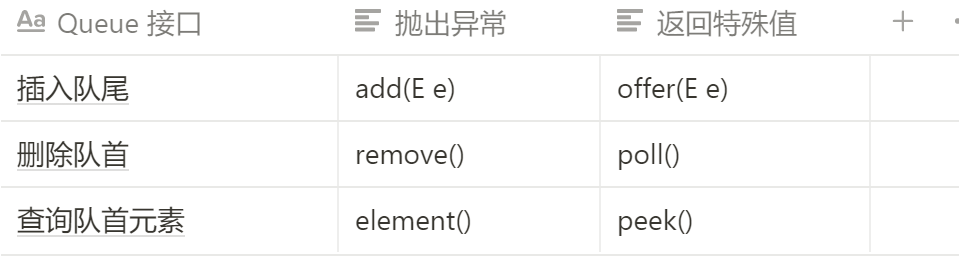 Aa Queue 接口 抛出异常 返回特殊值 +
插入队尾 add(E e) offer(E e)
删除队首 remove() poll()
查询队首元素 element() peek()